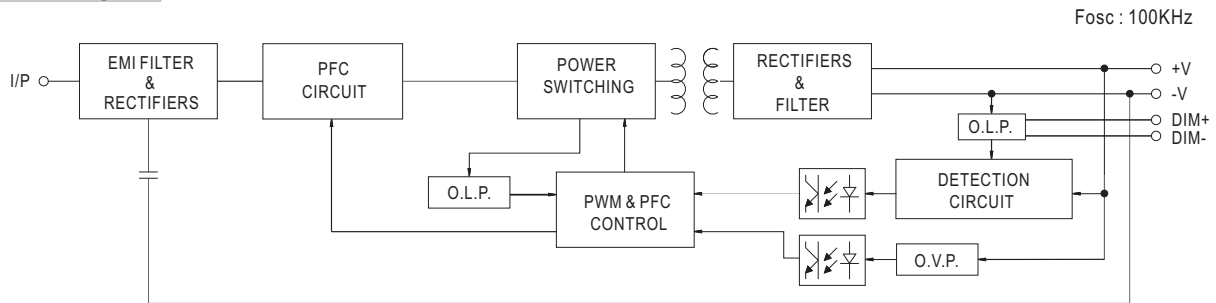 Fosc : 100KHz
I/P
EMI FILTER
&
RECTIFIERS
PFC
CIRCUIT
POWER
SWITCHING
RECTIFIERS
&
FILTER
+V
-V
DIM+
DIM-
O.L.P.
O.L.P.
PWM & PFC
CONTROL
DETECTION
CIRCUIT
O.V.P.